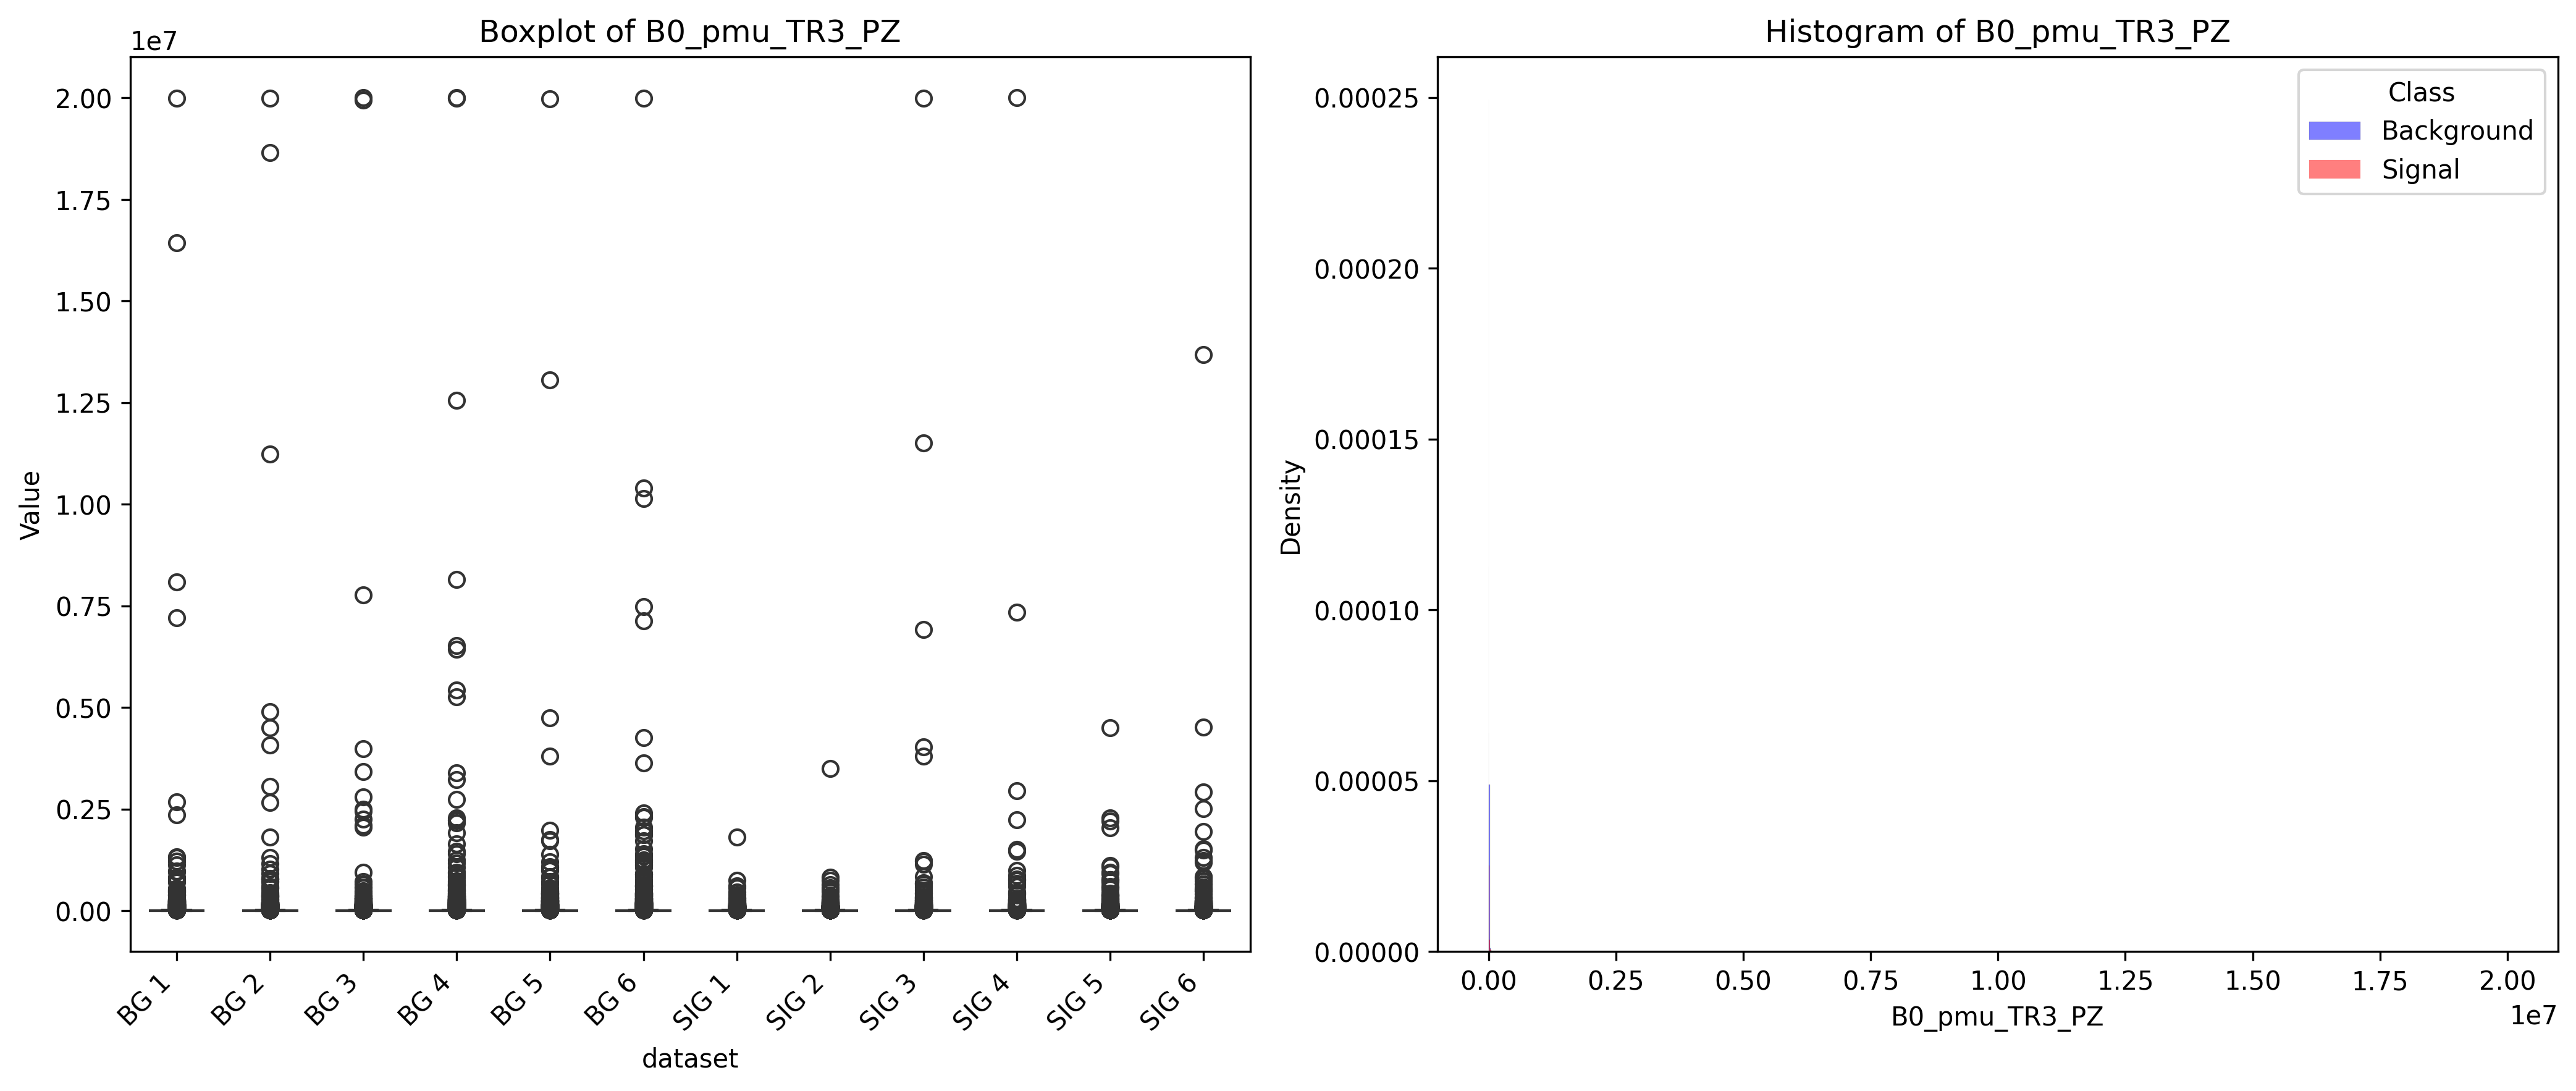 Boxplot of B0_pmu_TR3_PZ
1e7
2.00
1.75
1.50
1.25
1.00
0.75
0.50
0.25
0.00
Value
BG 1
BG 2
BG 3
BG 4
BG 5
BG 6
SIG 1
SIG 2
SIG 3
SIG 4
SIG 5
SIG 6
dataset
Histogram of B0_pmu_TR3_PZ
Class
Background
Signal
0.00025
0.00020
0.00015
0.00010
0.00005
0.00000
Density
0.00 0.25 0.50 0.75 1.00 1.25 1.50 1.75 2.00
1e7
B0_pmu_TR3_PZ